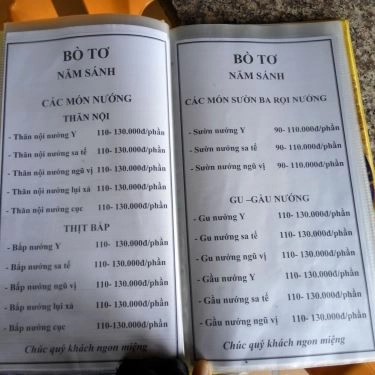 BÒ TƠ
NĂM SÁNH
CÁC MÓN NƯỚNG
THĂN NỘI
- Thăn nội nướng Y 110- 130.000đ/phần
- Thăn nội nướng sa tế 110- 130.000đ/phần
- Thăn nội nướng ngũ vị 110- 130.000đ/phần
- Thăn nội nướng lụi xả 110- 130.000đ/phần
- Thăn nội nướng cục 110- 130.000đ/phần
THỊT BẮP
- Bắp nướng Y 110- 130.000đ/phần
- Bắp nướng sa tế 110- 130.000đ/phần
- Bắp nướng ngũ vị 110- 130.000đ/phần
- Bắp nướng lụi xả 110- 130.000đ/phần
- Bắp nướng cục 110-130.000đ/phần
Chúc quý khách ngon miệng
BÒ TƠ
NĂM SÁNH
CÁC MÓN SƯỜN BA RỌI NƯỚNG
- Sườn nướng Y 90- 110.000đ/phần
- Sườn nướng sa tế 90- 110.000đ/phần
- Sườn nướng ngũ vị 90- 110.000đ/phần
GU –GÀU NƯỚNG
- Gu nướng Y 110- 130.000đ/phần
- Gu nướng sa tế 110- 130.000đ/phần
- Gu nướng ngũ vị 110- 130.000đ/phần
- Gầu nướng Y 110- 130.000đ/phần
- Gầu nướng sa tế 110- 130.000đ/phần
- Gầu nướng ngũ vị 110- 130.000đ/phần
Chúc quý khách ngon miệng